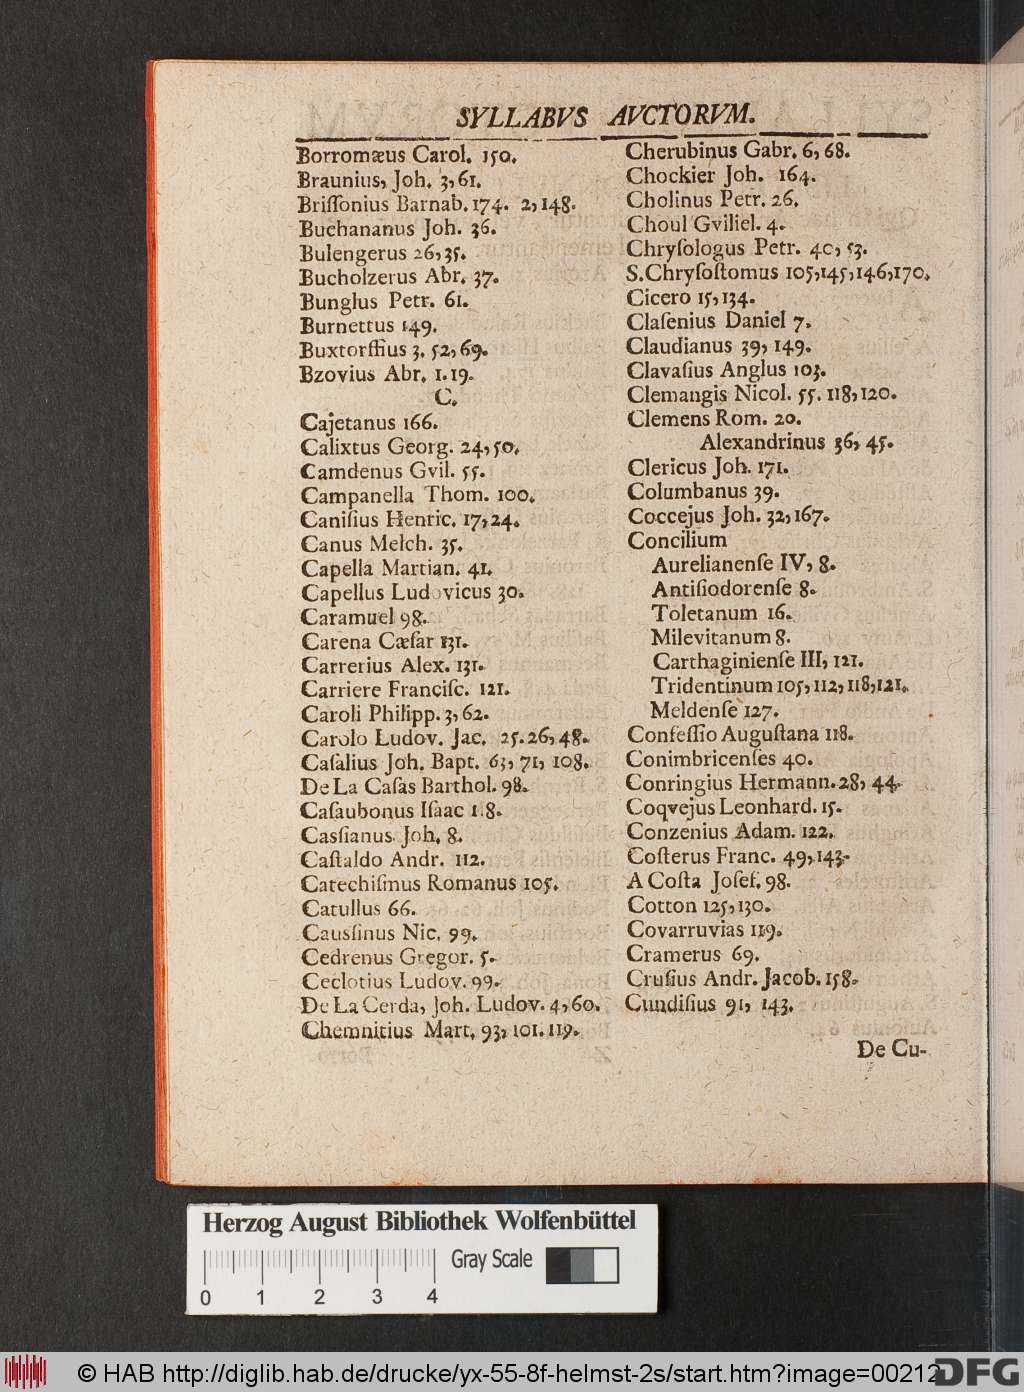 SYLLABVS AVCTORVM.
Borromæus Carol. 150.
Braunius, Joh. 3, 61.
Briſſonius Barnab. 174. 2, 148.
Buchananus Joh. 36.
Bulengerus 26, 35.
Bucholzerus Abr. 37.
Bunglus Petr. 61.
Burnettus 149.
Buxtorffius 3. 52, 69.
Bzovius Abr. 1. 19.
C.
Cajetanus 166.
Calixtus Georg. 24, 50.
Camdenus Gvil. 55.
Campanella Thom. 100.
Caniſius Henric. 17, 24.
Canus Melch. 35.
Capella Martian. 41.
Capellus Ludovicus 30.
Caramuel 98.
Carena Cæſar 131.
Carrerius Alex. 131.
Carriere Franciſc. 121.
Caroli Philipp. 3, 62.
Carolo Ludov. Jac. 25. 26, 48.
Caſalius Joh. Bapt. 63, 71, 108.
De La Caſas Barthol. 98.
Caſaubonus Iſaac 18.
Cassianus Joh. 8.
Caſtaldo Andr. 112.
Catechiſmus Romanus 105.
Catullus 66.
Causſinus Nic. 99.
Cedrenus Gregor. 5.
Ceclotius Ludov. 99.
De La Cerda, Joh. Ludov. 4, 60.
Chemnitius Mart. 93, 101. 119.
Cherubinus Gabr. 6, 68.
Chockier Joh. 164.
Cholinus Petr. 26.
Choul Gviliel. 4.
Chryſologus Petr. 40, 53.
S. Chryſoſtomus 105, 145, 146, 170.
Cicero 15, 134.
Claſenius Daniel 7.
Claudianus 39, 149.
Clavaſius Anglus 103.
Clemangis Nicol. 55. 118, 120.
Clemens Rom. 20.
Alexandrinus 36, 45.
Clericus Joh. 171.
Columbanus 39.
Coccejus Joh. 32, 167.
Concilium
Aurelianenſe IV, 8.
Antiſiodorenſe 8.
Toletanum 16.
Milevitanum 8.
Carthaginienſe III, 121.
Tridentinum 105, 112, 118, 121.
Meldenſe 127.
Confeſſio Auguſtana 118.
Conimbricenſes 40.
Conringius Hermann. 28, 44.
Coqvejus Leonhard. 15.
Conzenius Adam. 122.
Coſterus Franc. 49, 143.
A Coſta Joſef. 98.
Cotton 125, 130.
Covarruvias 119.
Cramerus 69.
Cruſius Andr. Jacob. 158.
Cundiſius 91, 143.
De Cu-
Herzog August Bibliothek Wolfenbüttel
Gray Scale
0 1 2 3 4
© HAB http://diglib.hab.de/drucke/yx-55-8f-helmst-2s/start.htm?image=00212
DFG